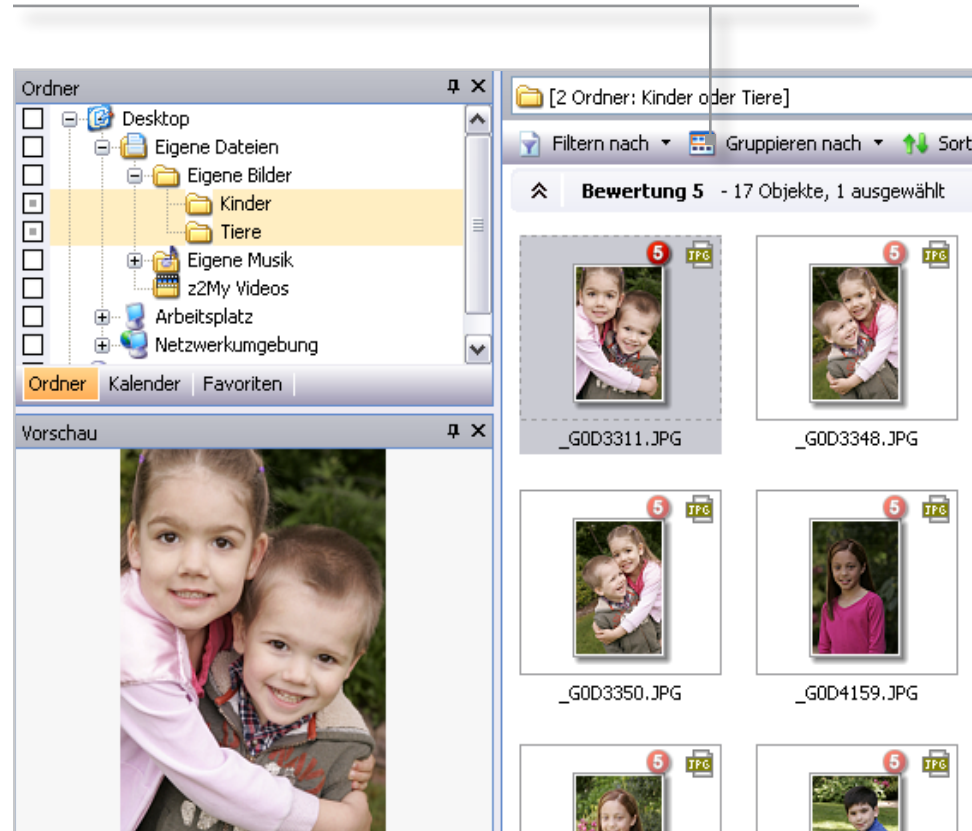 Ordner
Desktop
Eigene Dateien
Eigene Bilder
Kinder
Tiere
Eigene Musik
z2My Videos
Arbeitsplatz
Netzwerkumgebung
Ordner Kalender Favoriten
Vorschau
[2 Ordner: Kinder oder Tiere]
Filtern nach Gruppieren nach Sort
Bewertung 5 - 17 Objekte, 1 ausgewählt
5 JPG 5 JPG
_G0D3311.JPG _G0D3348.JPG
5 JPG 5 JPG
_G0D3350.JPG _G0D4159.JPG
5 JPG 5 JPG